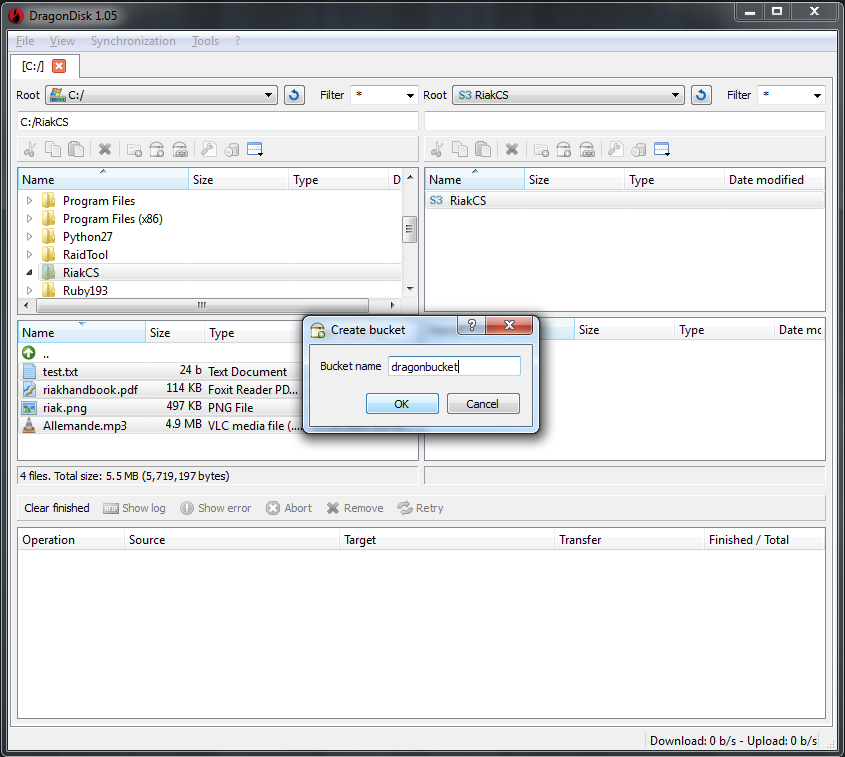 DragonDisk 1.05
File View Synchronization Tools ?
[C:/]
Root C:/ Filter * Root S3 RiakCS Filter *
C:/RiakCS
Name Size Type D Name Size Type Date modified
Program Files S3 RiakCS
Program Files (x86)
Python27
RaidTool
RiakCS
Ruby193
Create bucket ?
Name Size Type Size Type Date mo
..
Bucket name dragonbucket
test.txt 24 b Text Document
riakhandbook.pdf 114 KB Foxit Reader PD...
riak.png 497 KB PNG File
OK Cancel
Allemande.mp3 4.9 MB VLC media file (....
4 files. Total size: 5.5 MB (5,719,197 bytes)
Clear finished Show log Show error Abort Remove Retry
Operation Source Target Transfer Finished / Total
Download: 0 b/s - Upload: 0 b/s